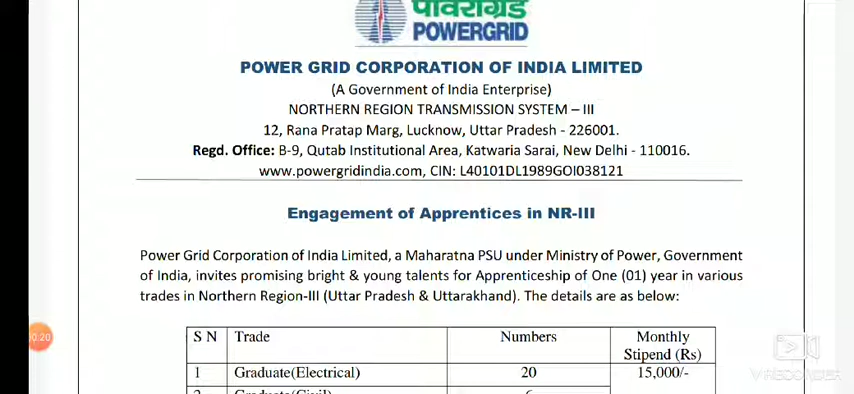 पावरग्रिड
POWERGRID
POWER GRID CORPORATION OF INDIA LIMITED
(A Government of India Enterprise)
NORTHERN REGION TRANSMISSION SYSTEM – III
12, Rana Pratap Marg, Lucknow, Uttar Pradesh - 226001.
Regd. Office: B-9, Qutab Institutional Area, Katwaria Sarai, New Delhi - 110016.
www.powergridindia.com, CIN: L40101DL1989GOI038121
Engagement of Apprentices in NR-III
Power Grid Corporation of India Limited, a Maharatna PSU under Ministry of Power, Government
of India, invites promising bright & young talents for Apprenticeship of One (01) year in various
trades in Northern Region-III (Uttar Pradesh & Uttarakhand). The details are as below:
S N Trade Numbers Monthly
Stipend (Rs)
1 Graduate(Electrical) 20 15,000/-
0:20
VIRECORDER